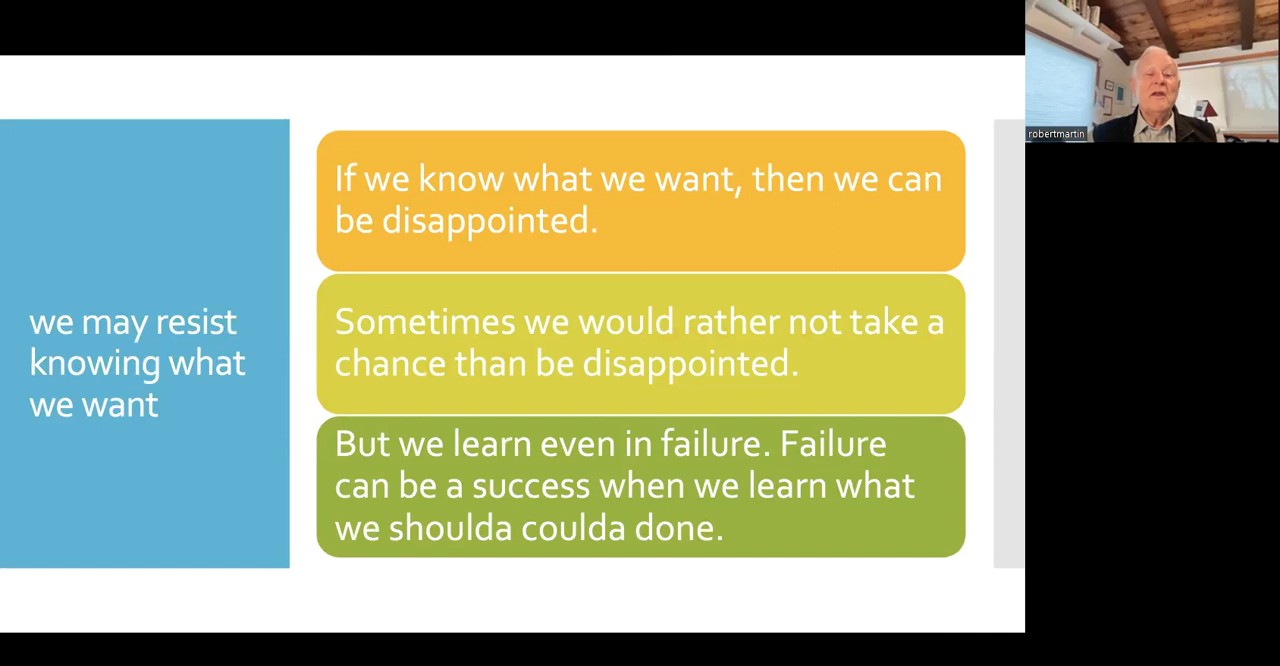 we may resist
knowing what
we want
If we know what we want, then we can
be disappointed.
Sometimes we would rather not take a
chance than be disappointed.
But we learn even in failure. Failure
can be a success when we learn what
we shoulda coulda done.
robertmartin